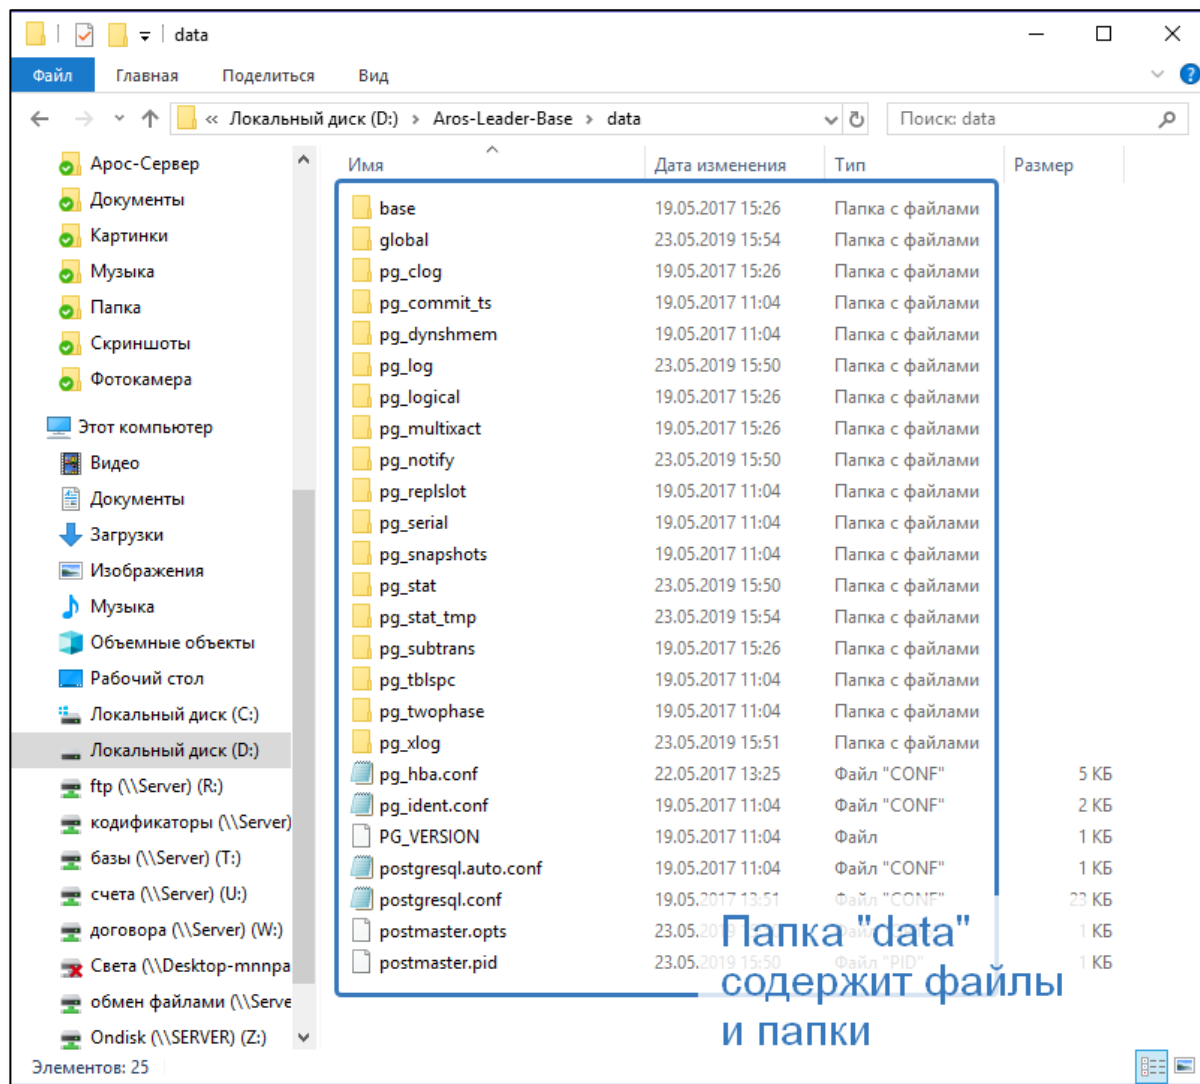 data
Файл Главная Поделиться Вид
« Локальный диск (D:) > Aros-Leader-Base > data Поиск: data
Имя Дата изменения Тип Размер
Арос-Сервер
Документы
Картинки
Музыка
Папка
Скриншоты
Фотокамера
Этот компьютер
Видео
Документы
Загрузки
Изображения
Музыка
Объемные объекты
Рабочий стол
Локальный диск (C:)
Локальный диск (D:)
ftp (\\Server) (R:)
кодификаторы (\\Server)
базы (\\Server) (T:)
счета (\\Server) (U:)
договора (\\Server) (W:)
Света (\\Desktop-mnnpa
обмен файлами (\\Serve
Ondisk (\\SERVER) (Z:)
base 19.05.2017 15:26 Папка с файлами
global 23.05.2019 15:54 Папка с файлами
pg_clog 19.05.2017 15:26 Папка с файлами
pg_commit_ts 19.05.2017 11:04 Папка с файлами
pg_dynshmem 19.05.2017 11:04 Папка с файлами
pg_log 23.05.2019 15:50 Папка с файлами
pg_logical 19.05.2017 15:26 Папка с файлами
pg_multixact 19.05.2017 15:26 Папка с файлами
pg_notify 23.05.2019 15:50 Папка с файлами
pg_replslot 19.05.2017 11:04 Папка с файлами
pg_serial 19.05.2017 11:04 Папка с файлами
pg_snapshots 19.05.2017 11:04 Папка с файлами
pg_stat 23.05.2019 15:50 Папка с файлами
pg_stat_tmp 23.05.2019 15:54 Папка с файлами
pg_subtrans 19.05.2017 15:26 Папка с файлами
pg_tblspc 19.05.2017 11:04 Папка с файлами
pg_twophase 19.05.2017 11:04 Папка с файлами
pg_xlog 23.05.2019 15:51 Папка с файлами
pg_hba.conf 22.05.2017 13:25 Файл "CONF" 5 КБ
pg_ident.conf 19.05.2017 11:04 Файл "CONF" 2 КБ
PG_VERSION 19.05.2017 11:04 Файл 1 КБ
postgresql.auto.conf 19.05.2017 11:04 Файл "CONF" 1 КБ
postgresql.conf 19.05.2017 13:51 Файл "CONF" 23 КБ
postmaster.opts 23.05.20 1 КБ
postmaster.pid 23.05.2019 15:50 Файл "PID" 1 КБ
Папка "data"
содержит файлы
и папки
Элементов: 25